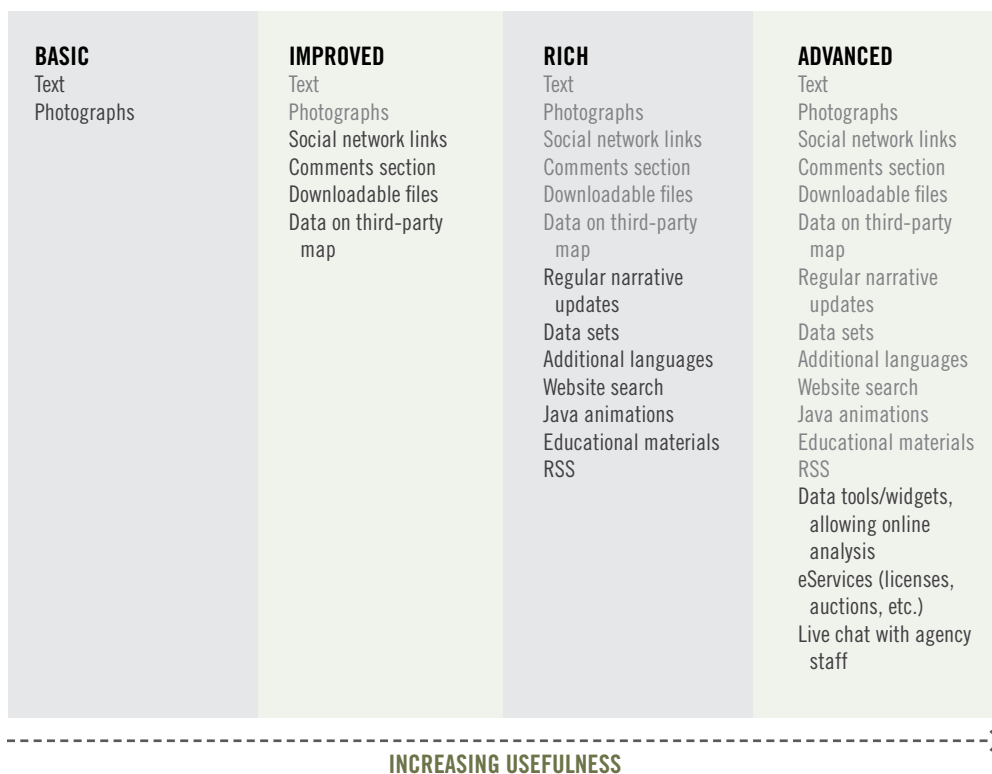 BASIC
Text
Photographs
IMPROVED
Text
Photographs
Social network links
Comments section
Downloadable files
Data on third-party
map
RICH
Text
Photographs
Social network links
Comments section
Downloadable files
Data on third-party
map
Regular narrative
updates
Data sets
Additional languages
Website search
Java animations
Educational materials
RSS
ADVANCED
Text
Photographs
Social network links
Comments section
Downloadable files
Data on third-party
map
Regular narrative
updates
Data sets
Additional languages
Website search
Java animations
Educational materials
RSS
Data tools/widgets,
allowing online
analysis
eServices (licenses,
auctions, etc.)
Live chat with agency
staff
INCREASING USEFULNESS